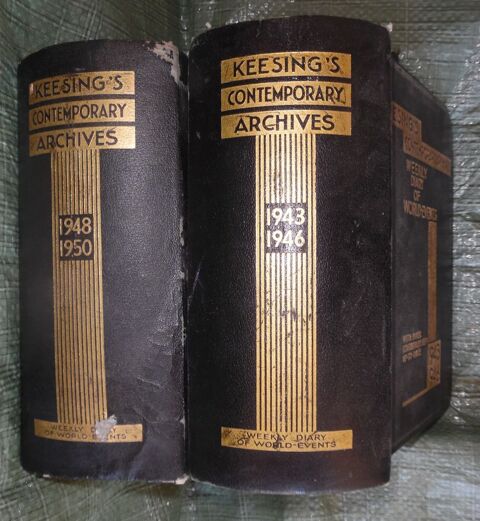 KEESING'S
CONTEMPORARY
ARCHIVES
1948
1950
WEEKLY DIARY
OF WORLD-EVENTS
KEESING'S
CONTEMPORARY
ARCHIVES
1943
1946
WEEKLY DIARY
OF WORLD-EVENTS
WEEKLY
DIARY
OF
WORLD-EVENTS